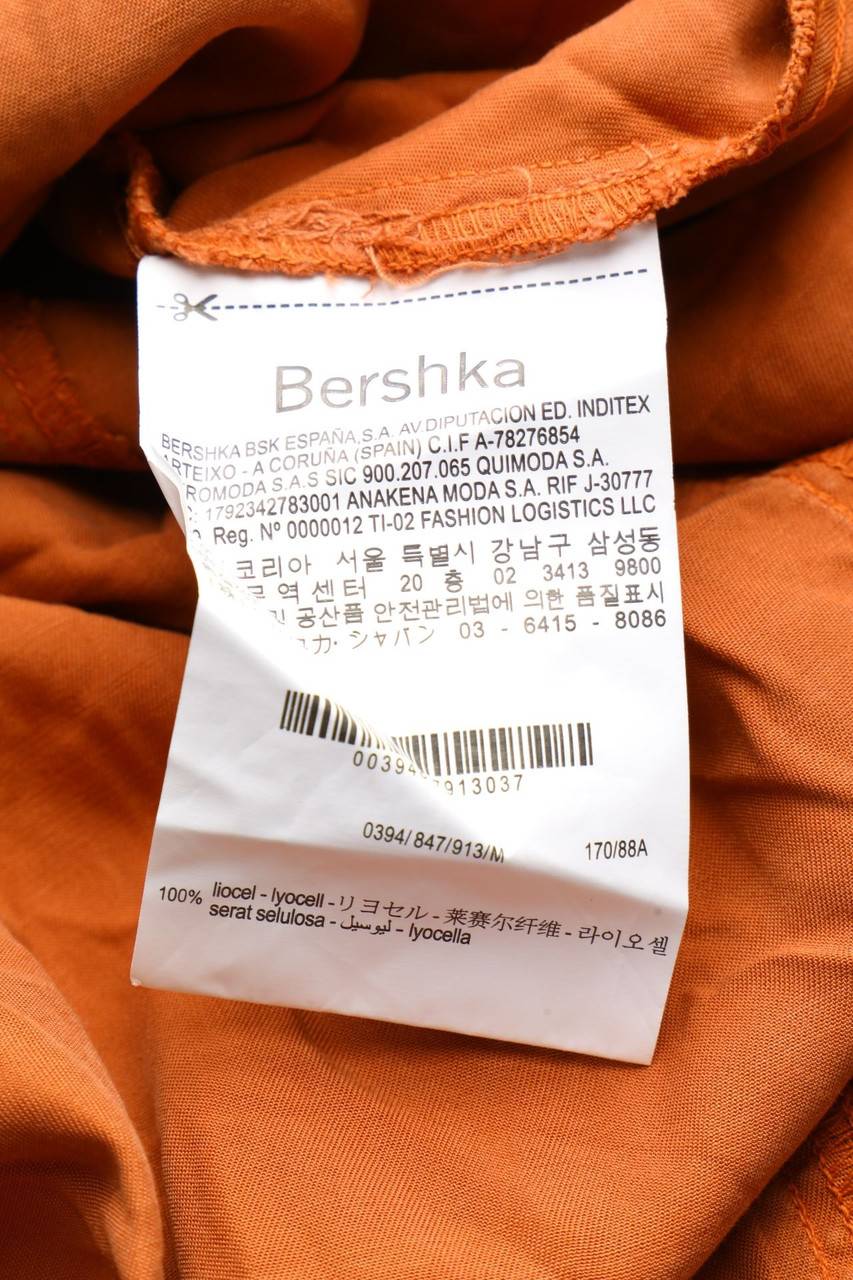 Bershka
BERSHKA BSK ESPAÑA,S.A. AV.DIPUTACION ED. INDITEX
ARTEIXO - A CORUÑA (SPAIN) C.I.F A-78276854
ROMODA S.A.S SIC 900.207.065 QUIMODA S.A.
1792342783001 ANAKENA MODA S.A. RIF J-30777
Reg. Nº 0000012 TI-02 FASHION LOGISTICS LLC
코리아 서울 특별시 강남구 삼성동
역센터 20 층 02 3413 9800
공산품 안전관리법에 의한 품질표시
カ・ジャパン 03 - 6415 - 8086
7913037
0394/847/913/M 170/88A
100% liocel - lyocell - リヨセル - 莱赛尔纤维 - 라이오셀
serat selulosa - ليوسيل - lyocella